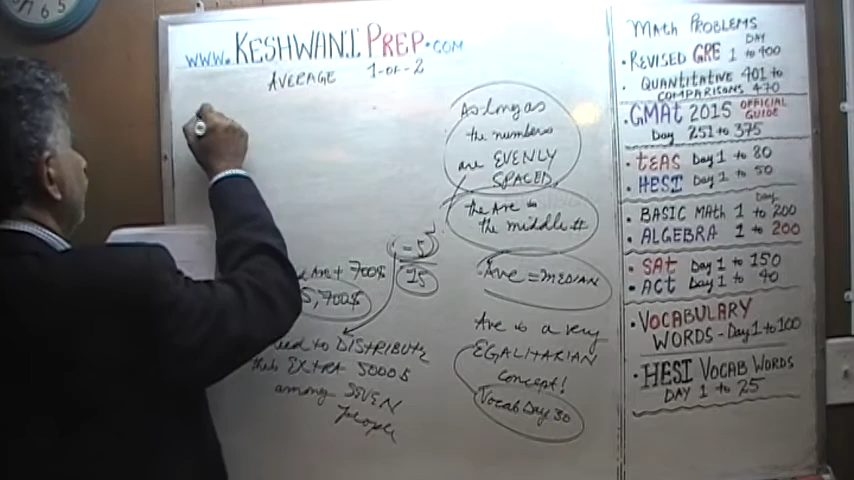 www.KESHWANI PREP.com
AVERAGE 1-OF-2
As long as
the numbers
are EVENLY
SPACED
the Ave is
the middle #
Ave = MEDIAN
Ave is a very
EGALITARIAN
concept!
Vocab Day 30
-5
15
Ave + 700$
5,700$
to DISTRIBUTE
this EXTRA 5000$
among SEVEN
people
MATH PROBLEMS
DAY
• REVISED GRE 1 to 400
• QUANTITATIVE 401 to
COMPARISONS 470
• GMAt 2015 OFFICIAL
GUIDE
Day 251 to 375
• tEAS Day 1 to 80
• HESI Day 1 to 50
Day
• BASIC MATH 1 to 200
• ALGEBRA 1 to 200
• SAt Day 1 to 150
• ACt Day 1 to 40
• VOCABULARY
WORDS - Day 1 to 100
• HESI VOCAB WORDS
DAY 1 to 25
7 6 5